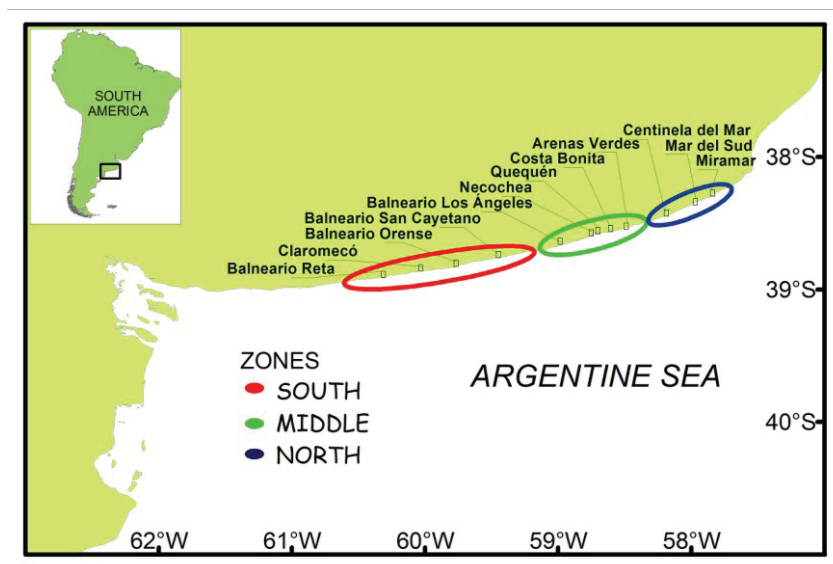 SOUTH
AMERICA
Centinela del Mar
Arenas Verdes
Mar del Sud
Costa Bonita
Miramar
38°S
Quequén
Necochea
Balneario Los Ángeles
Balneario San Cayetano
Balneario Orense
Claromecó
Balneario Reta
39°S
ZONES
SOUTH
MIDDLE
NORTH
ARGENTINE SEA
40°S
62°W 61°W 60°W 59°W 58°W